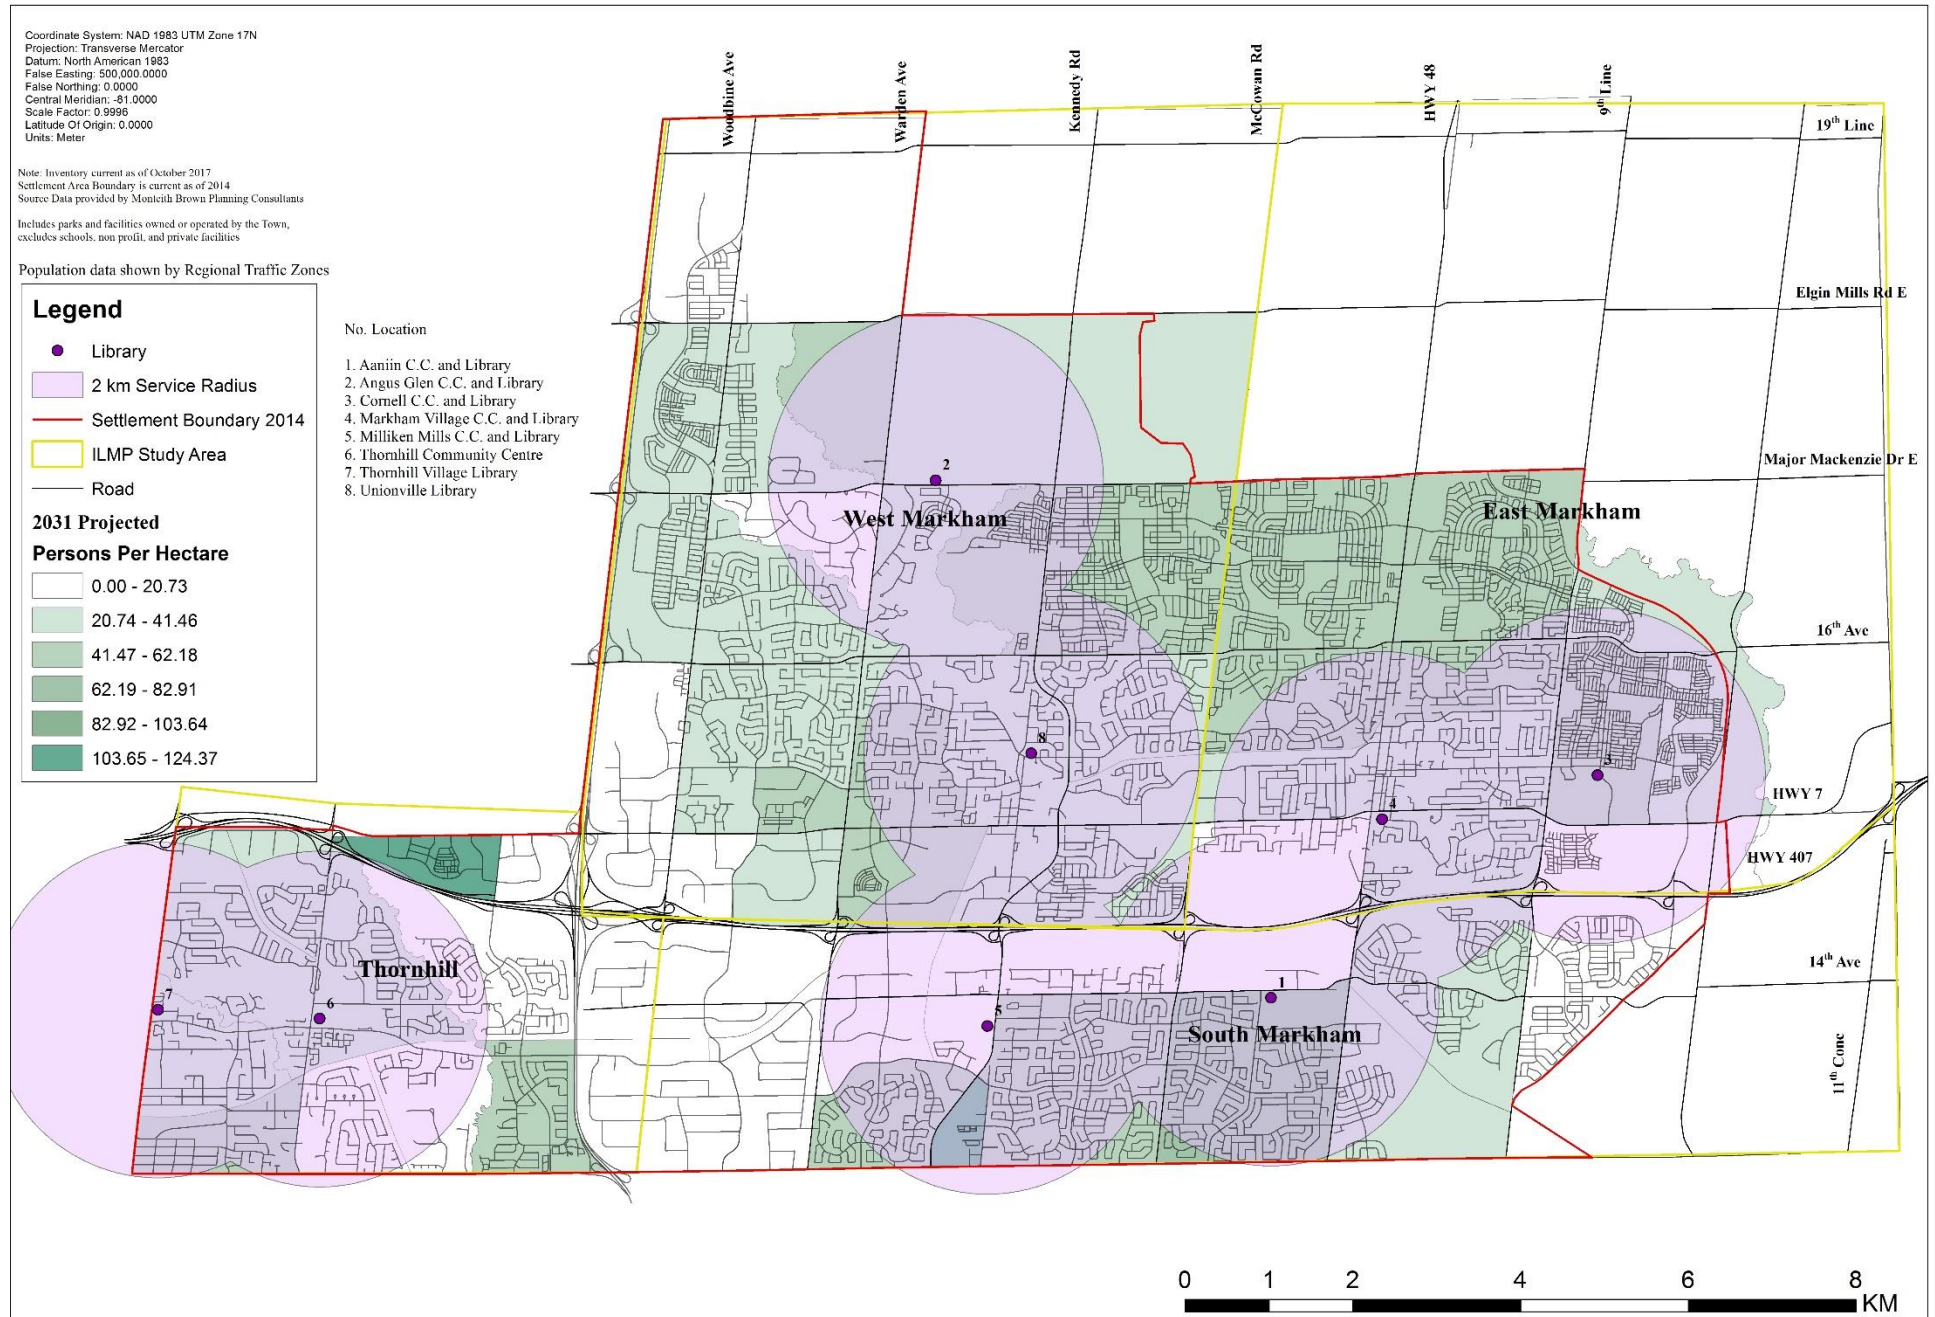 Coordinate System: NAD 1983 UTM Zone 17N
Projection: Transverse Mercator
Datum: North American 1983
False Easting: 500,000.0000
False Northing: 0.0000
Central Meridian: -81.0000
Scale Factor: 0.9996
Latitude Of Origin: 0.0000
Units: Meter
Note: Inventory current as of October 2017
Settlement Area Boundary is current as of 2014
Source Data provided by Monteith Brown Planning Consultants
Includes parks and facilities owned or operated by the Town,
excludes schools, non profit, and private facilities
Population data shown by Regional Traffic Zones
Legend
Library
2 km Service Radius
Settlement Boundary 2014
ILMP Study Area
Road
2031 Projected
Persons Per Hectare
0.00 - 20.73
20.74 - 41.46
41.47 - 62.18
62.19 - 82.91
82.92 - 103.64
103.65 - 124.37
No. Location
1. Aaniin C.C. and Library
2. Angus Glen C.C. and Library
3. Cornell C.C. and Library
4. Markham Village C.C. and Library
5. Milliken Mills C.C. and Library
6. Thornhill Community Centre
7. Thornhill Village Library
8. Unionville Library
Woodbine Ave
Warden Ave
Kennedy Rd
McCowan Rd
HWY 48
9th Line
19th Line
Elgin Mills Rd E
Major Mackenzie Dr E
2
West Markham
East Markham
16th Ave
8
3
HWY 7
4
HWY 407
Thornhill
14th Ave
7
6
1
5
South Markham
11th Conc
0 1 2 4 6 8
KM